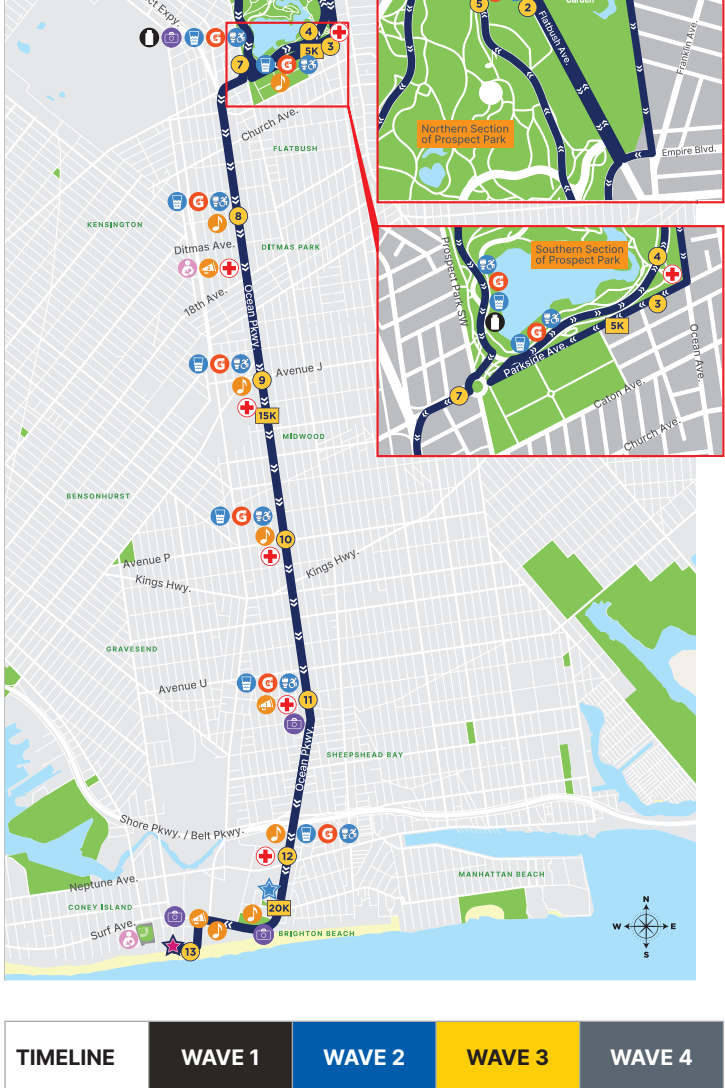 ect Expy.
7
4
3
5K
G
G
Church Ave.
FLATBUSH
KENSINGTON
G
8
Ditmas Ave.
DITMAS PARK
18th Ave.
Ocean Pkwy.
G
9
Avenue J
15K
MIDWOOD
BENSONHURST
G
10
Avenue P
Kings Hwy.
Kings Hwy.
GRAVESEND
Avenue U
G
11
Ocean Pkwy.
SHEEPSHEAD BAY
Shore Pkwy. / Belt Pkwy.
G
12
Neptune Ave.
CONEY ISLAND
Surf Ave.
20K
13
BRIGHTON BEACH
MANHATTAN BEACH
N
W E
S
5
2
Garden
Flatbush Ave.
Franklin Ave.
Northern Section
of Prospect Park
Empire Blvd.
Prospect Park SW
Southern Section
of Prospect Park
G
G
4
3
5K
7
Parkside Ave.
Ocean Ave.
Caton Ave.
Church Ave.
TIMELINE WAVE 1 WAVE 2 WAVE 3 WAVE 4